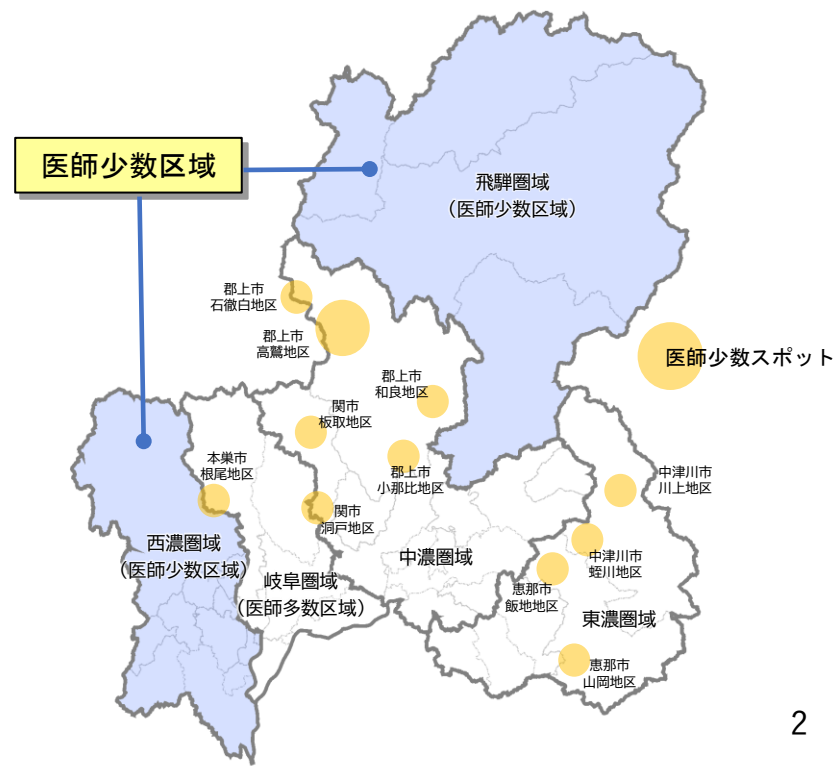 医師少数区域
飛騨圏域
（医師少数区域）
郡上市
石徹白地区
郡上市
高鷲地区
医師少数スポット
郡上市
和良地区
関市
板取地区
本巣市
根尾地区
郡上市
小那比地区
中津川市
川上地区
関市
洞戸地区
西濃圏域
（医師少数区域）
岐阜圏域
（医師多数区域）
中濃圏域
中津川市
蛭川地区
恵那市
飯地地区
東濃圏域
恵那市
山岡地区
2